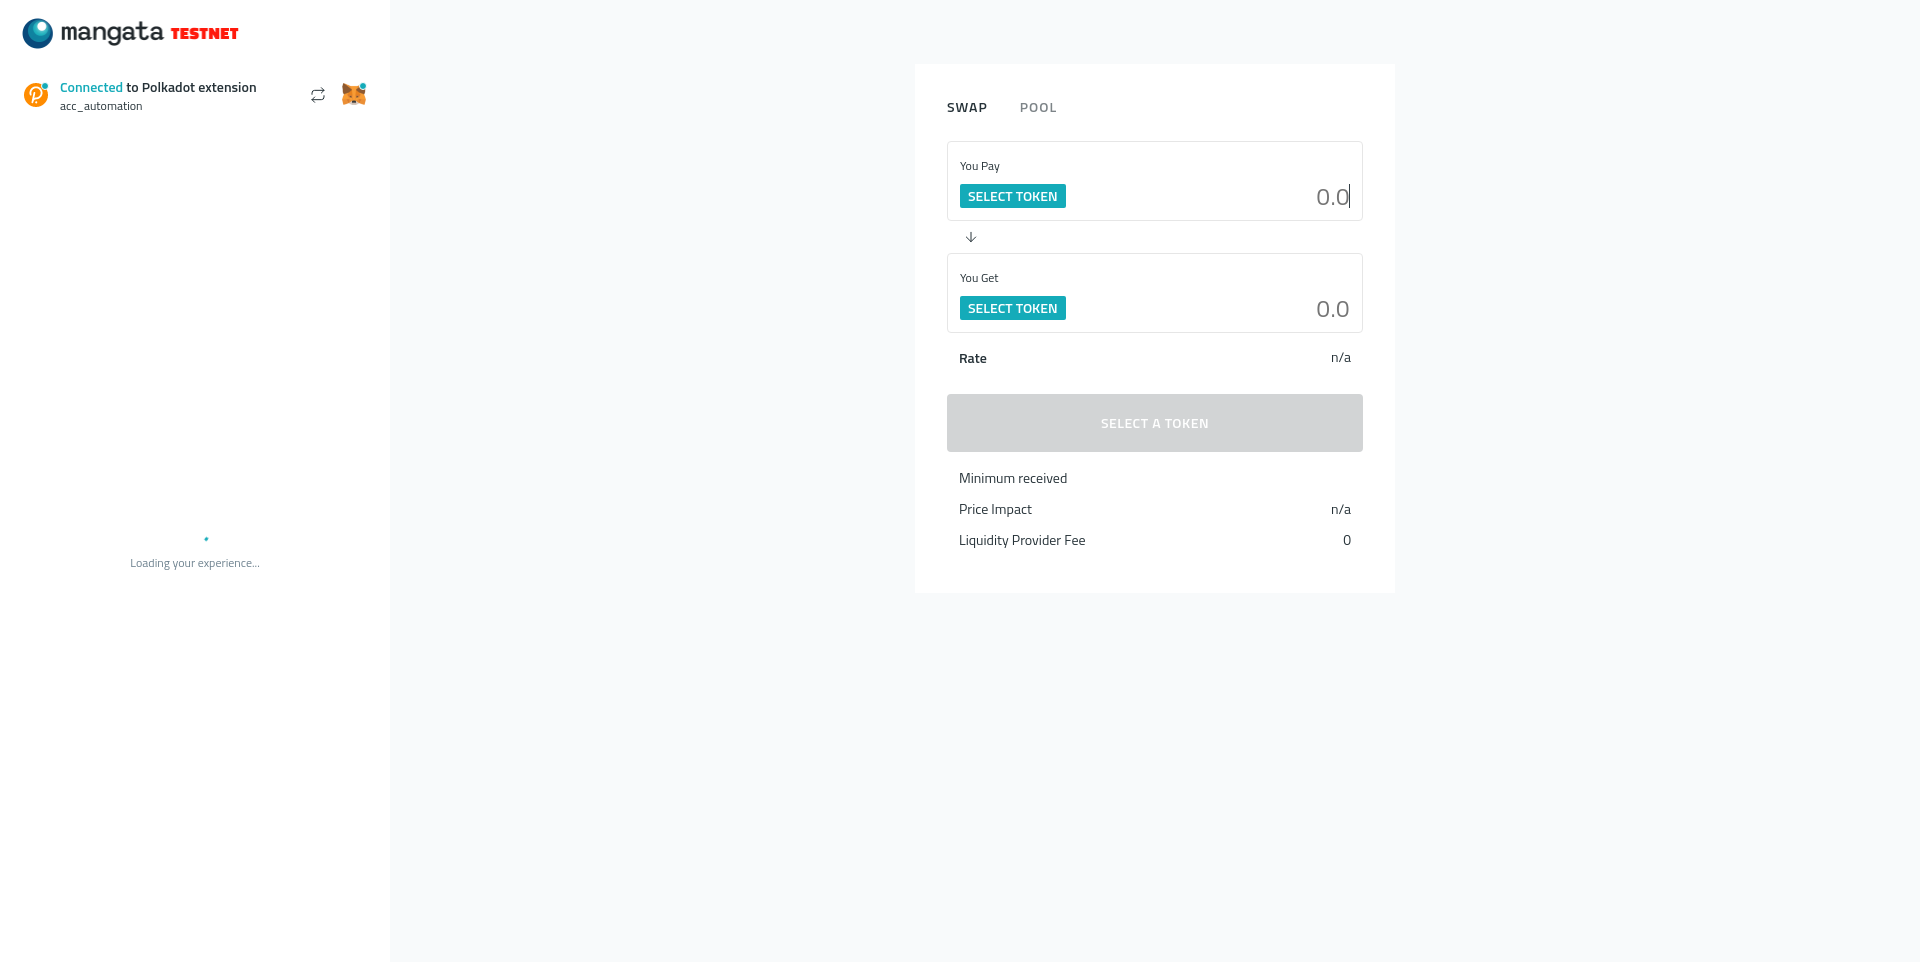 mangata TESTNET
Connected to Polkadot extension
acc_automation
Loading your experience...
SWAP POOL
You Pay
SELECT TOKEN 0.0
You Get
SELECT TOKEN 0.0
Rate n/a
SELECT A TOKEN
Minimum received
Price Impact n/a
Liquidity Provider Fee 0